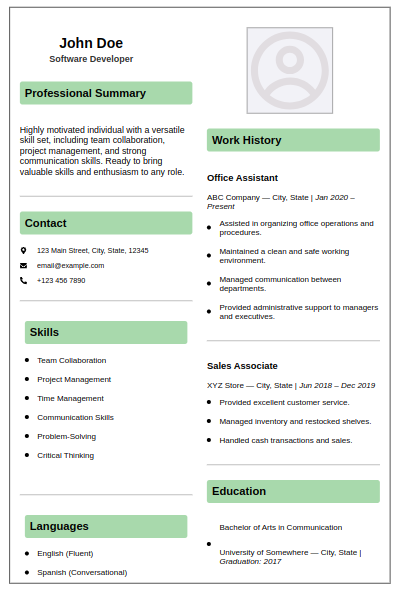 John Doe
Software Developer
Professional Summary
Highly motivated individual with a versatile
skill set, including team collaboration,
project management, and strong
communication skills. Ready to bring
valuable skills and enthusiasm to any role.
Contact
123 Main Street, City, State, 12345
email@example.com
+123 456 7890
Skills
Team Collaboration
Project Management
Time Management
Communication Skills
Problem-Solving
Critical Thinking
Languages
English (Fluent)
Spanish (Conversational)
Work History
Office Assistant
ABC Company — City, State | Jan 2020 –
Present
Assisted in organizing office operations and
procedures.
Maintained a clean and safe working
environment.
Managed communication between
departments.
Provided administrative support to managers
and executives.
Sales Associate
XYZ Store — City, State | Jun 2018 – Dec 2019
Provided excellent customer service.
Managed inventory and restocked shelves.
Handled cash transactions and sales.
Education
Bachelor of Arts in Communication
University of Somewhere — City, State |
Graduation: 2017